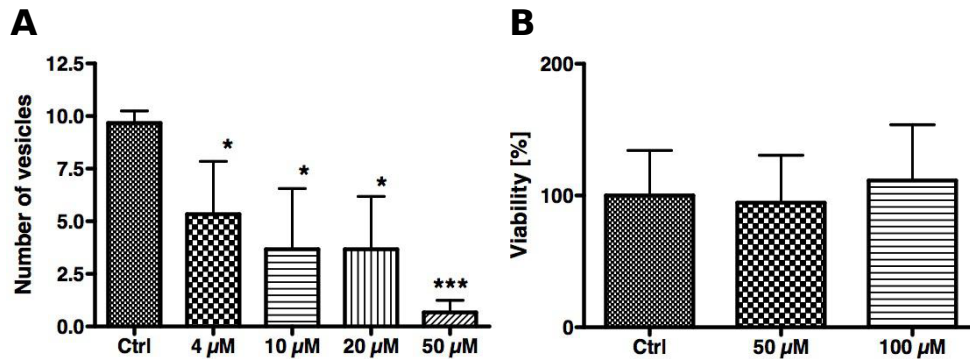 A
Number of vesicles
12.5
10.0
7.5
5.0
2.5
0.0
*
*
*
***
Ctrl 4 µM 10 µM 20 µM 50 µM
B
Viability [%]
200
100
0
Ctrl 50 µM 100 µM